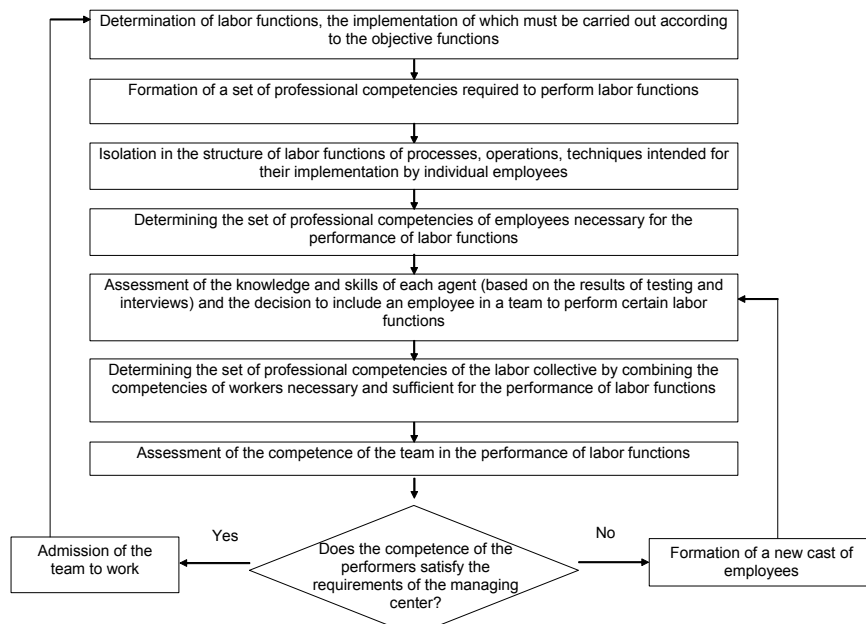 Determination of labor functions, the implementation of which must be carried out according
to the objective functions
Formation of a set of professional competencies required to perform labor functions
Isolation in the structure of labor functions of processes, operations, techniques intended for
their implementation by individual employees
Determining the set of professional competencies of employees necessary for the
performance of labor functions
Assessment of the knowledge and skills of each agent (based on the results of testing and
interviews) and the decision to include an employee in a team to perform certain labor
functions
Determining the set of professional competencies of the labor collective by combining the
competencies of workers necessary and sufficient for the performance of labor functions
Assessment of the competence of the team in the performance of labor functions
Yes
No
Admission of the
team to work
Does the competence of the
performers satisfy the
requirements of the managing
center?
Formation of a new cast of
employees